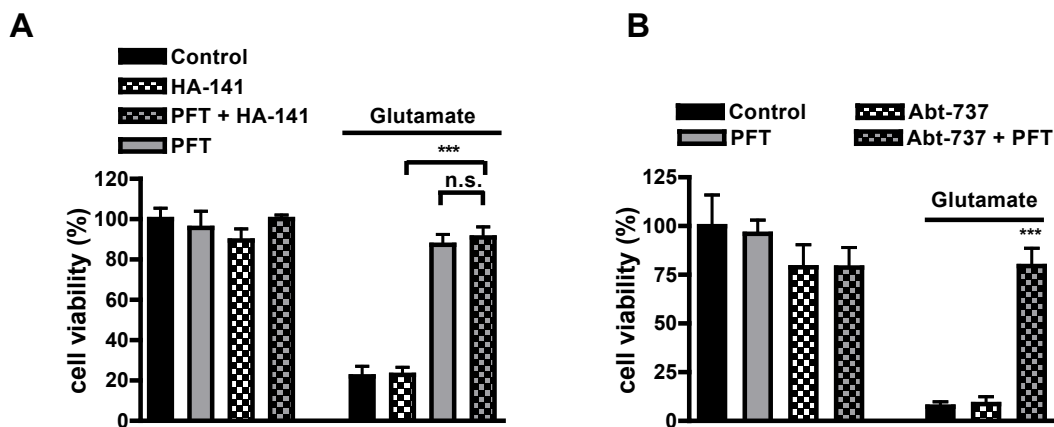 A
Control
HA-141
PFT + HA-141
PFT
Glutamate
***
n.s.
cell viability (%)
120
100
80
60
40
20
0
B
Control
PFT
Abt-737
Abt-737 + PFT
Glutamate
***
cell viability (%)
125
100
75
50
25
0